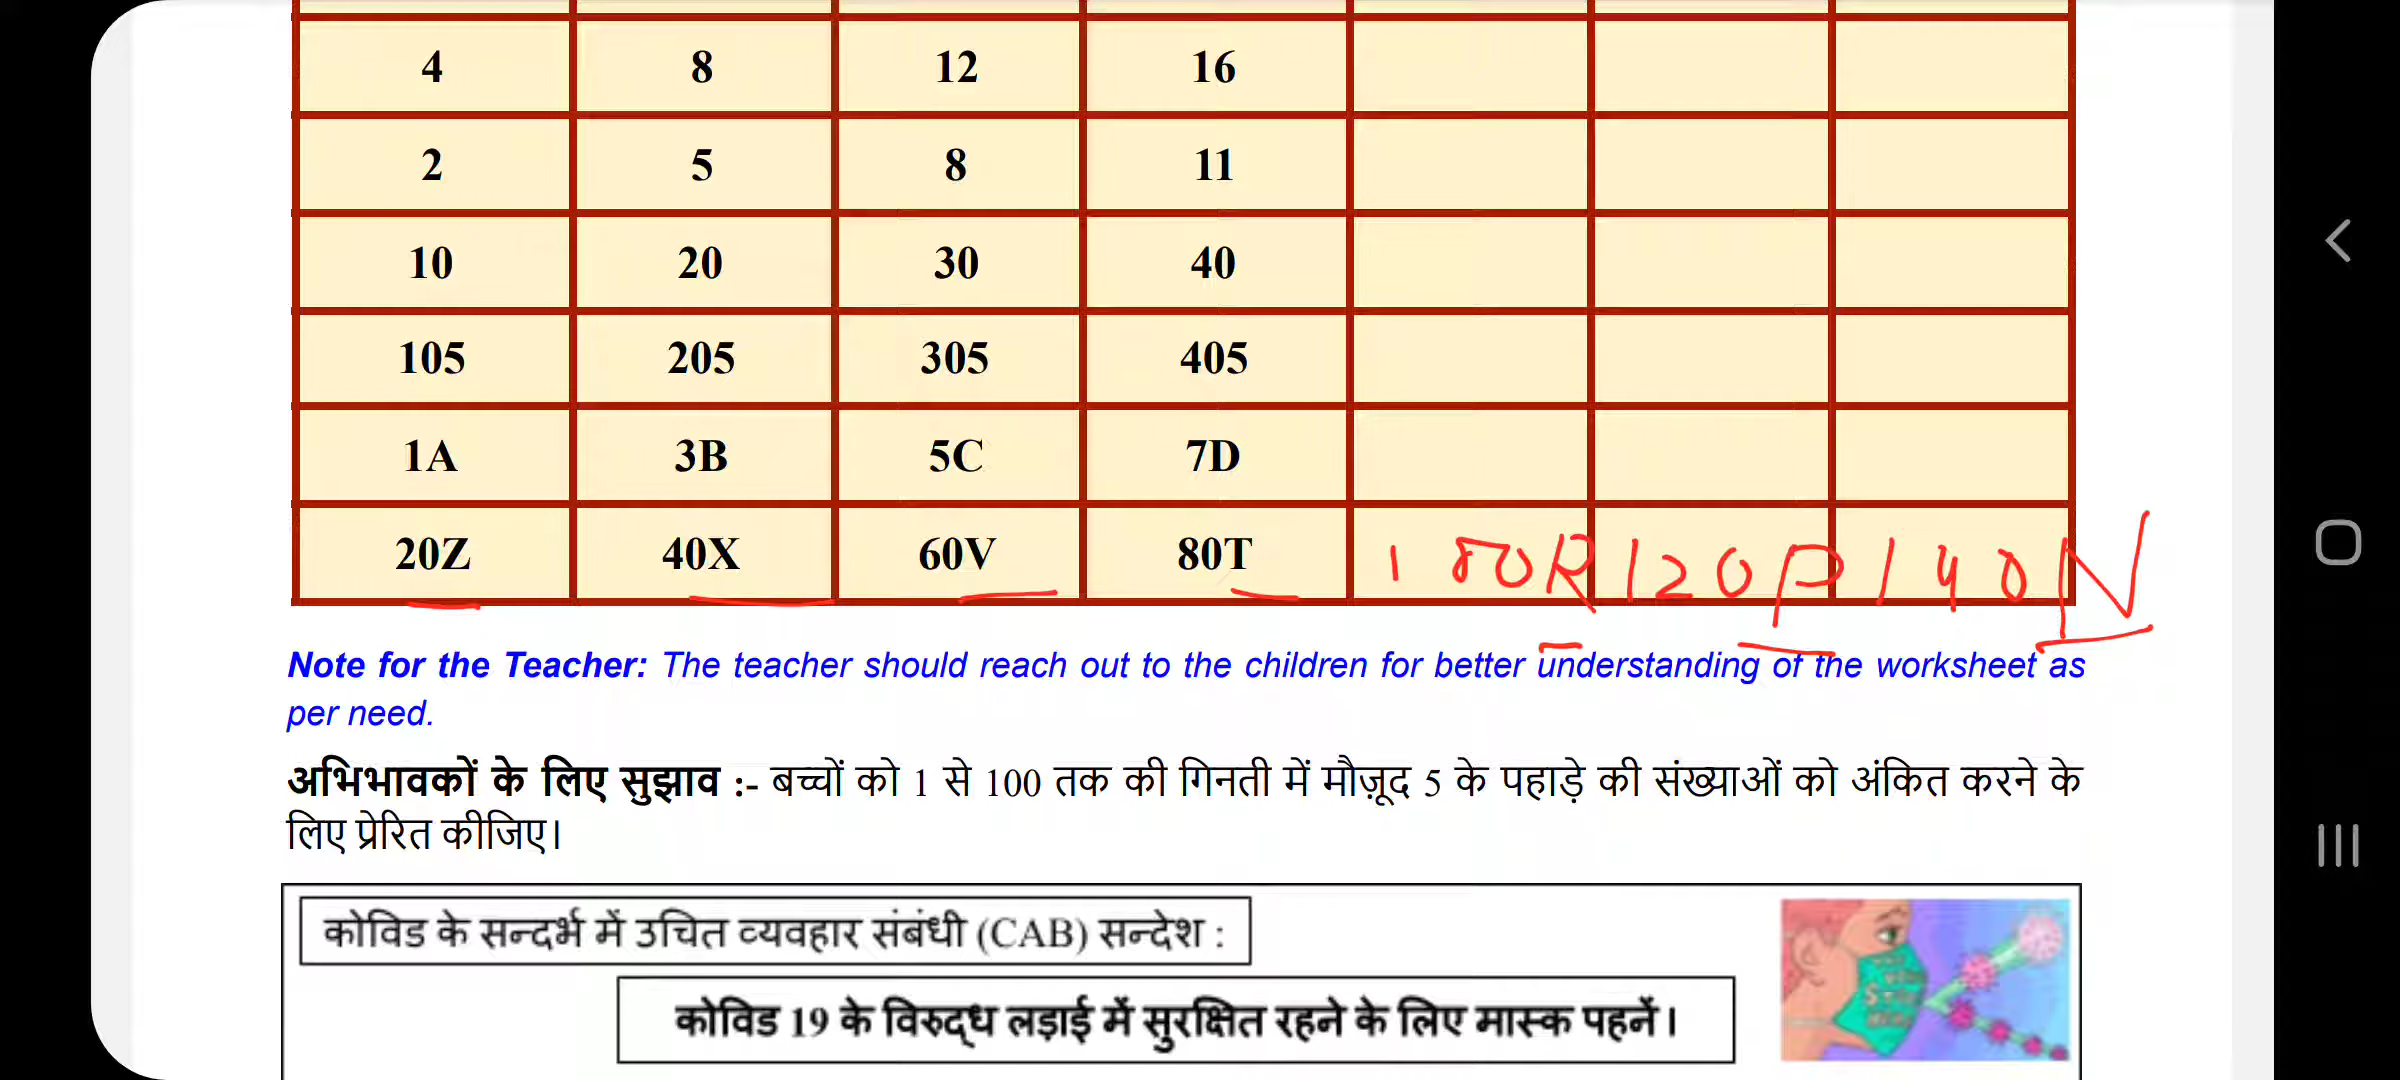 4 8 12 16
2 5 8 11
10 20 30 40
105 205 305 405
1A 3B 5C 7D
20Z 40X 60V 80T 100R 120P 140N
Note for the Teacher: The teacher should reach out to the children for better understanding of the worksheet as
per need.
अभिभावकों के लिए सुझाव :- बच्चों को 1 से 100 तक की गिनती में मौज़ूद 5 के पहाड़े की संख्याओं को अंकित करने के
लिए प्रेरित कीजिए।
कोविड के सन्दर्भ में उचित व्यवहार संबंधी (CAB) सन्देश :
कोविड 19 के विरुद्ध लड़ाई में सुरक्षित रहने के लिए मास्क पहनें।